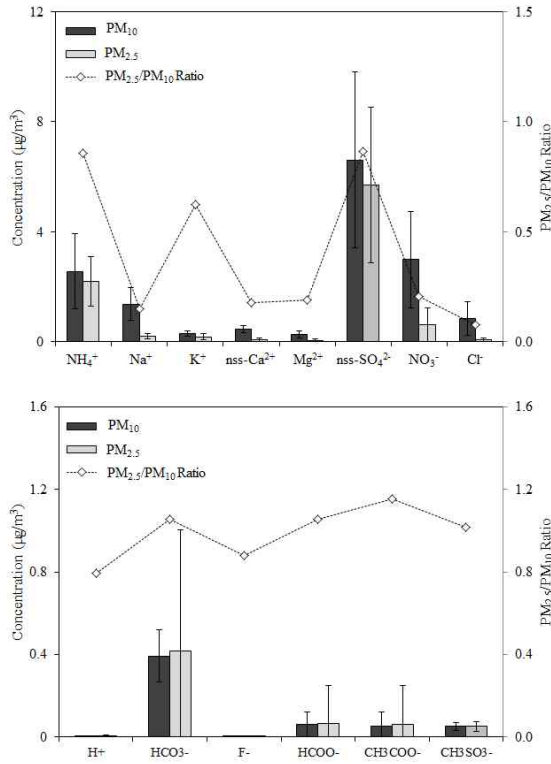 12
1.5
PM₁₀
PM₂.₅
PM₂.₅/PM₁₀ Ratio
8
1.0
4
0.5
0
0.0
Concentration (μg/m³)
PM₂.₅/PM₁₀ Ratio
NH₄⁺ Na⁺ K⁺ nss-Ca²⁺ Mg²⁺ nss-SO₄²⁻ NO₃⁻ Cl⁻
1.6
1.6
PM₁₀
PM₂.₅
PM₂.₅/PM₁₀ Ratio
1.2
1.2
0.8
0.8
0.4
0.4
0.0
0.0
Concentration (μg/m³)
PM₂.₅/PM₁₀ Ratio
H+ HCO3- F- HCOO- CH3COO- CH3SO3-